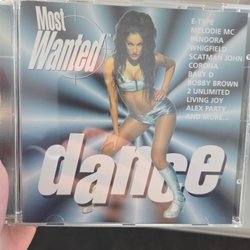 Most
Wanted
E-TYPE
MELODIE MC
PANDORA
WHIGFIELD
SCATMAN JOHN
CORONA
BABY D
BOBBY BROWN
2 UNLIMITED
LIVING JOY
ALEX PARTY
AND MORE...
dance